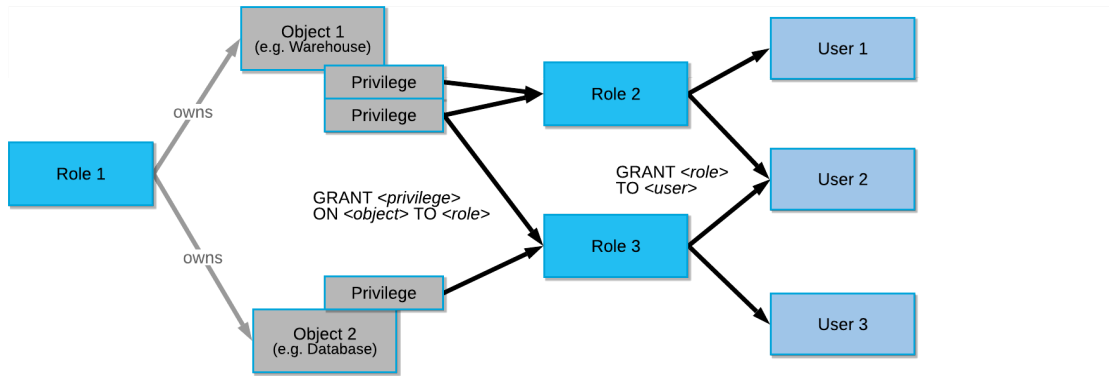 Object 1
(e.g. Warehouse)
Privilege
Privilege
owns
Role 1
Role 2
User 1
GRANT <privilege>
ON <object> TO <role>
GRANT <role>
TO <user>
User 2
Role 3
owns
Privilege
Object 2
(e.g. Database)
User 3